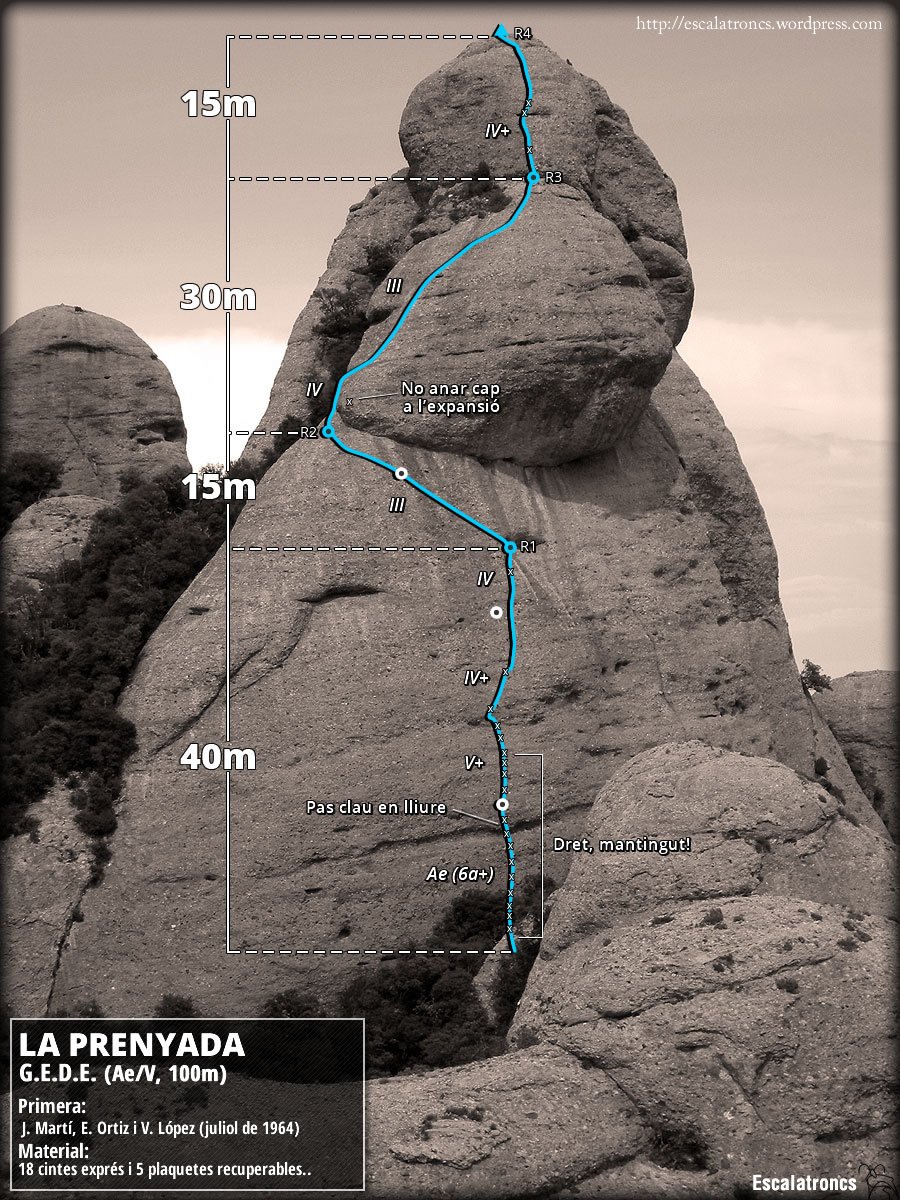 http://escalatroncs.wordpress.com
R4
15m
IV+
R3
III
30m
IV
No anar cap
a l'expansió
R2
15m
III
R1
IV
IV+
40m
V+
Pas clau en lliure
Dret, mantingut!
Ae (6a+)
LA PRENYADA
G.E.D.E. (Ae/V, 100m)
Primera:
J. Martí, E. Ortiz i V. López (juliol de 1964)
Material:
18 cintes exprés i 5 plaquetes recuperables..
Escalatroncs